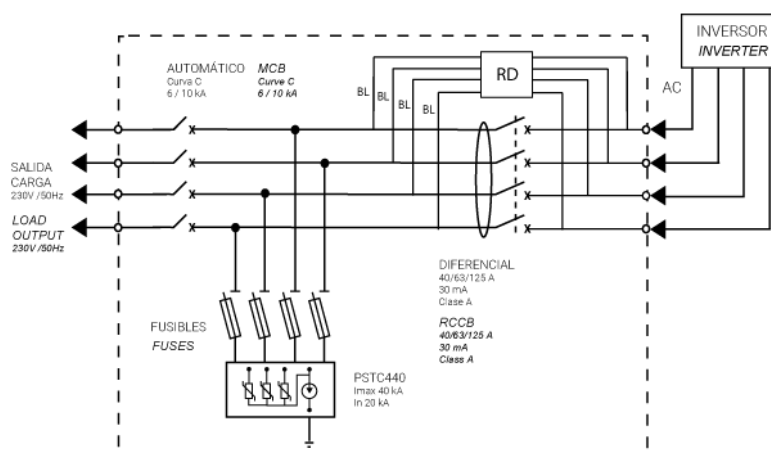 INVERSOR
INVERTER
AUTOMÁTICO
Curva C
6 / 10 kA
MCB
Curve C
6 / 10 kA
RD
BL
BL
BL
BL
AC
SALIDA
CARGA
230V /50Hz
LOAD
OUTPUT
230V /50Hz
DIFERENCIAL
40/63/125 A
30 mA
Clase A
RCCB
40/63/125 A
30 mA
Class A
FUSIBLES
FUSES
PSTC440
Imax 40 kA
In 20 kA